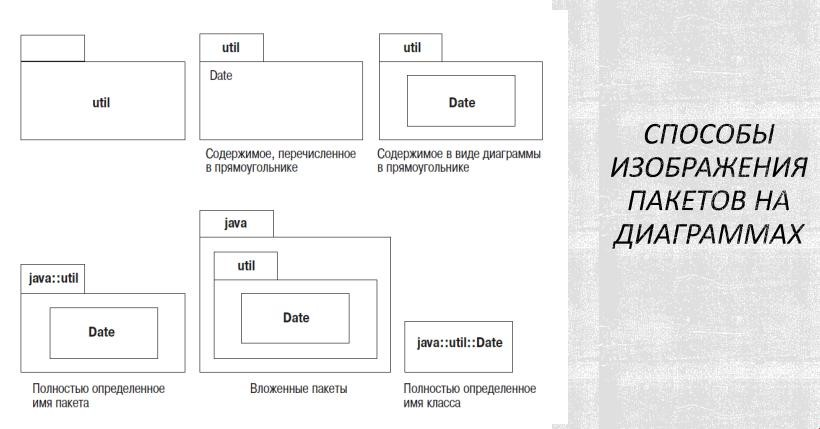 util
util
Date
Содержимое, перечисленное
в прямоугольнике
util
Date
Содержимое в виде диаграммы
в прямоугольнике
java::util
Date
Полностью определенное
имя пакета
java
util
Date
Вложенные пакеты
java::util::Date
Полностью определенное
имя класса
СПОСОБЫ
ИЗОБРАЖЕНИЯ
ПАКЕТОВ НА
ДИАГРАММАХ